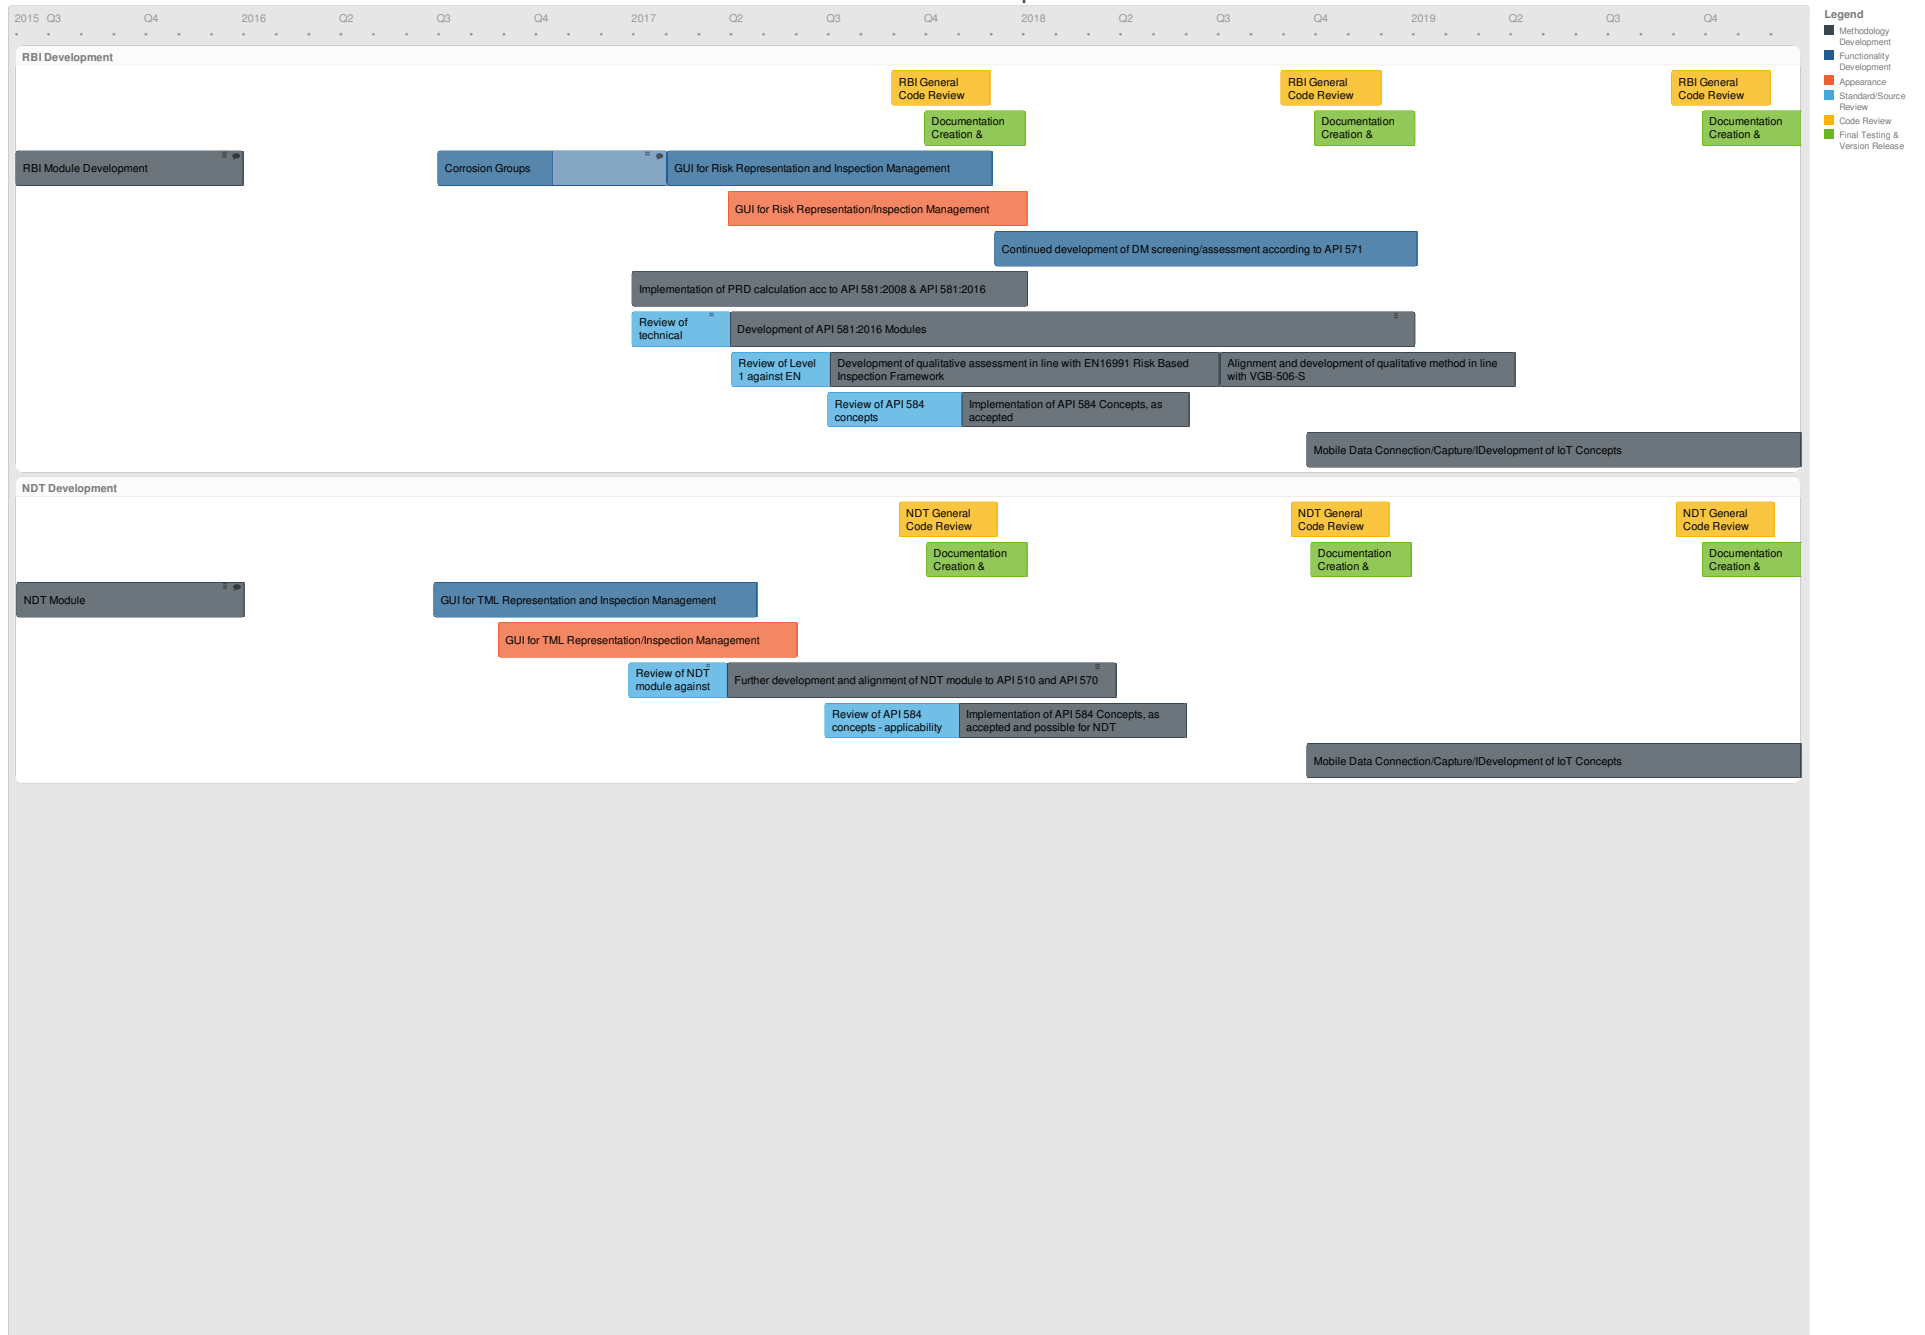 2015 Q3 Q4 2016 Q2 Q3 Q4 2017 Q2 Q3 Q4 2018 Q2 Q3 Q4 2019 Q2 Q3 Q4
Legend
Methodology
Development
Functionality
Development
Appearance
Standard/Source
Review
Code Review
Final Testing &
Version Release
RBI Development
RBI General
Code Review
RBI General
Code Review
RBI General
Code Review
Documentation
Creation &
Documentation
Creation &
Documentation
Creation &
RBI Module Development
Corrosion Groups
GUI for Risk Representation and Inspection Management
GUI for Risk Representation/Inspection Management
Continued development of DM screening/assessment according to API 571
Implementation of PRD calculation acc to API 581:2008 & API 581:2016
Review of
technical
Development of API 581:2016 Modules
Review of Level
1 against EN
Development of qualitative assessment in line with EN16991 Risk Based
Inspection Framework
Alignment and development of qualitative method in line
with VGB-506-S
Review of API 584
concepts
Implementation of API 584 Concepts, as
accepted
Mobile Data Connection/Capture/IDevelopment of IoT Concepts
NDT Development
NDT General
Code Review
NDT General
Code Review
NDT General
Code Review
Documentation
Creation &
Documentation
Creation &
Documentation
Creation &
NDT Module
GUI for TML Representation and Inspection Management
GUI for TML Representation/Inspection Management
Review of NDT
module against
Further development and alignment of NDT module to API 510 and API 570
Review of API 584
concepts - applicability
Implementation of API 584 Concepts, as
accepted and possible for NDT
Mobile Data Connection/Capture/IDevelopment of IoT Concepts